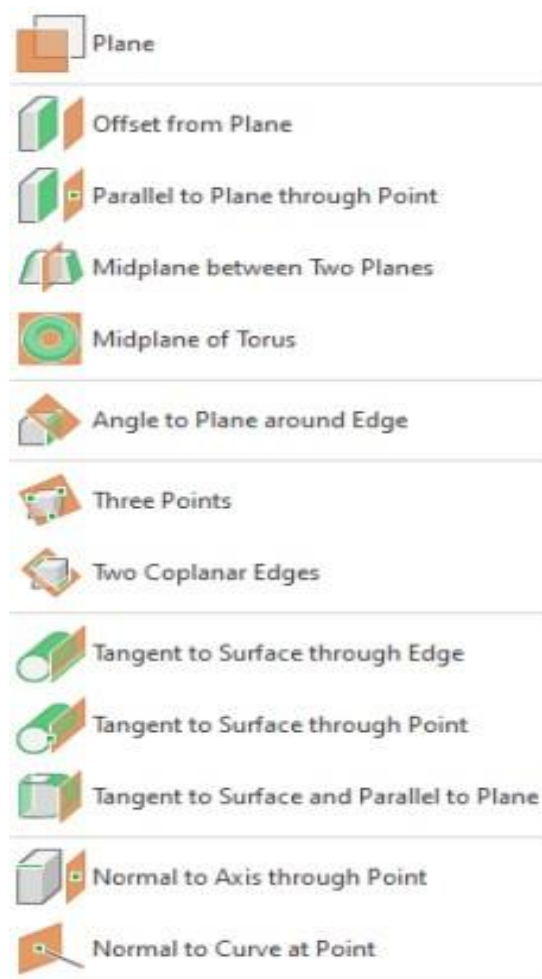 Plane
Offset from Plane
Parallel to Plane through Point
Midplane between Two Planes
Midplane of Torus
Angle to Plane around Edge
Three Points
Two Coplanar Edges
Tangent to Surface through Edge
Tangent to Surface through Point
Tangent to Surface and Parallel to Plane
Normal to Axis through Point
Normal to Curve at Point